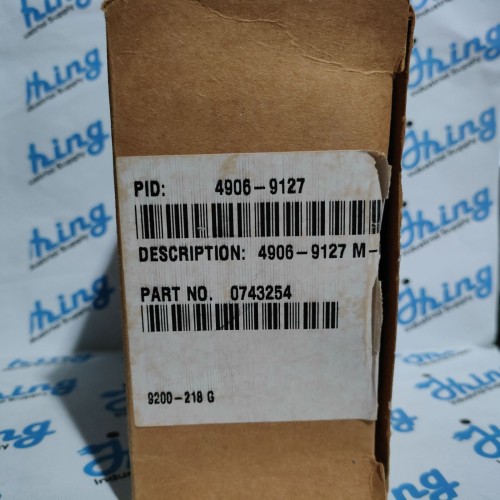 PID: 4906-9127
DESCRIPTION: 4906-9127 M-
PART NO. 0743254
9200-218 G